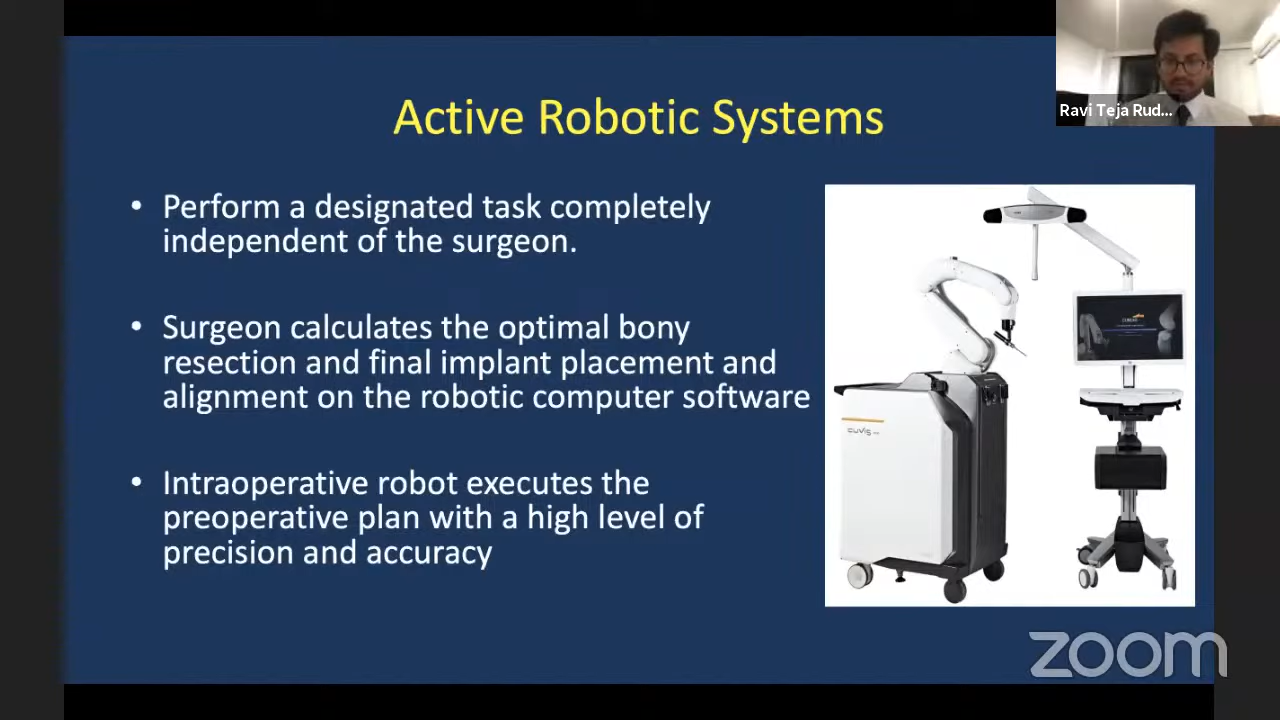 Active Robotic Systems
Ravi Teja Rud...
• Perform a designated task completely
independent of the surgeon.
• Surgeon calculates the optimal bony
resection and final implant placement and
alignment on the robotic computer software
• Intraoperative robot executes the
preoperative plan with a high level of
precision and accuracy
cuvis
zoom